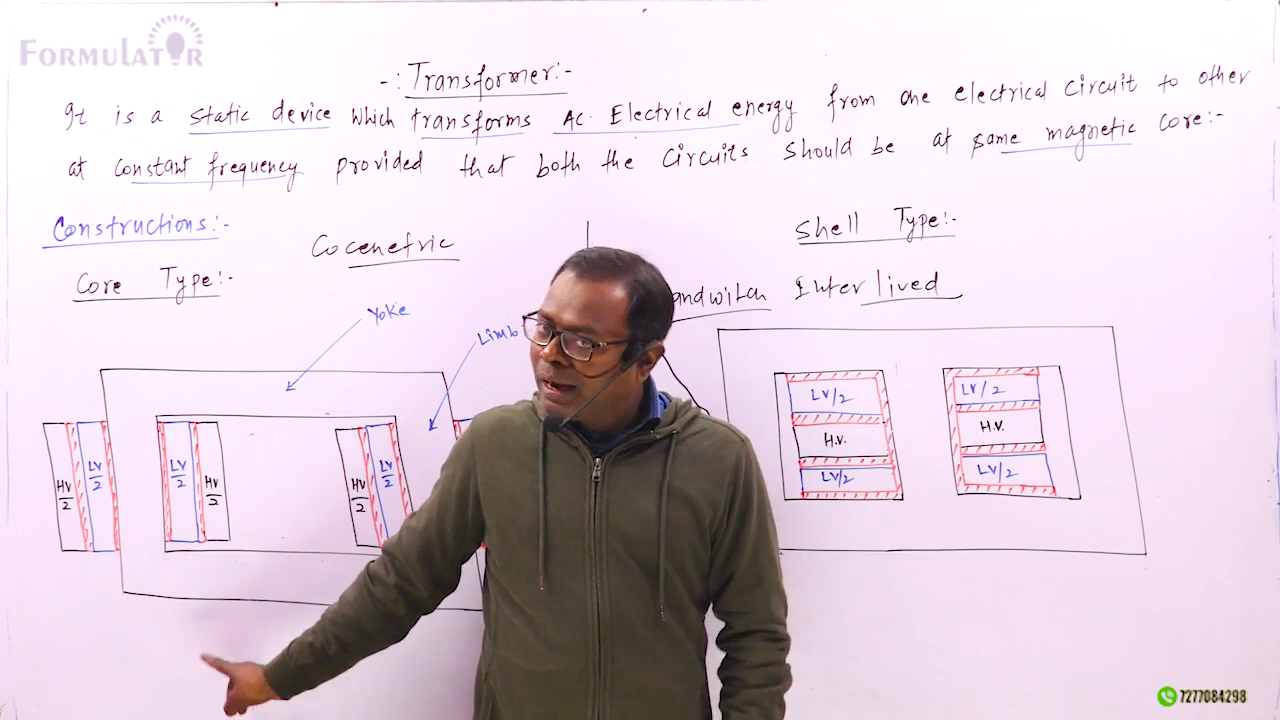 FORMULATOR
-: Transformer:-
It is a static device which transforms AC. Electrical energy from one electrical circuit to other
at constant frequency provided that both the circuits should be at same magnetic core:-
Constructions:-
Core Type:-
Cocenetric
Shell Type:-
andwitch Inter lived
Yoke
Limb
HV/2
LV/2
LV/2
HV/2
HV/2
LV/2
LV/2
H.V.
LV/2
LV/2
H.V.
LV/2
7277084298